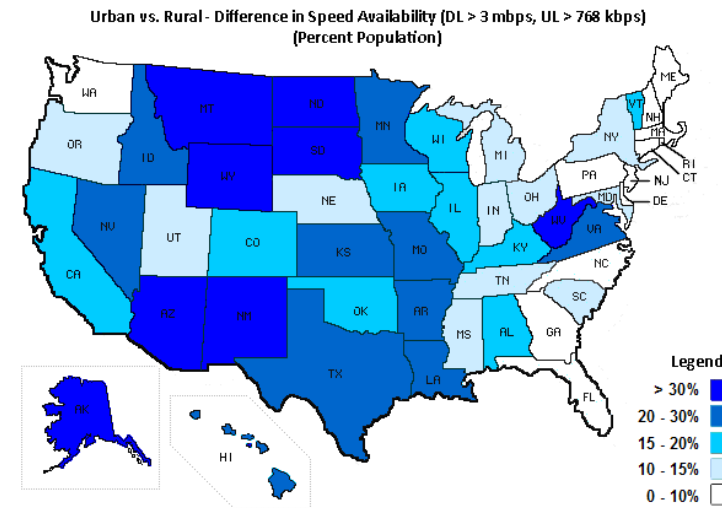 Urban vs. Rural - Difference in Speed Availability (DL > 3 mbps, UL > 768 kbps)
(Percent Population)
WA
MT
ND
MN
ME
VT
NH
OR
ID
SD
WI
MI
NY
MA
RI
CT
WY
IA
PA
NJ
NE
OH
MD
DE
NV
UT
CO
IL
IN
VA
KS
MO
KY
CA
NC
TN
AZ
NM
OK
AR
SC
MS
AL
GA
TX
LA
FL
AK
HI
Legend
> 30%
20 - 30%
15 - 20%
10 - 15%
0 - 10%